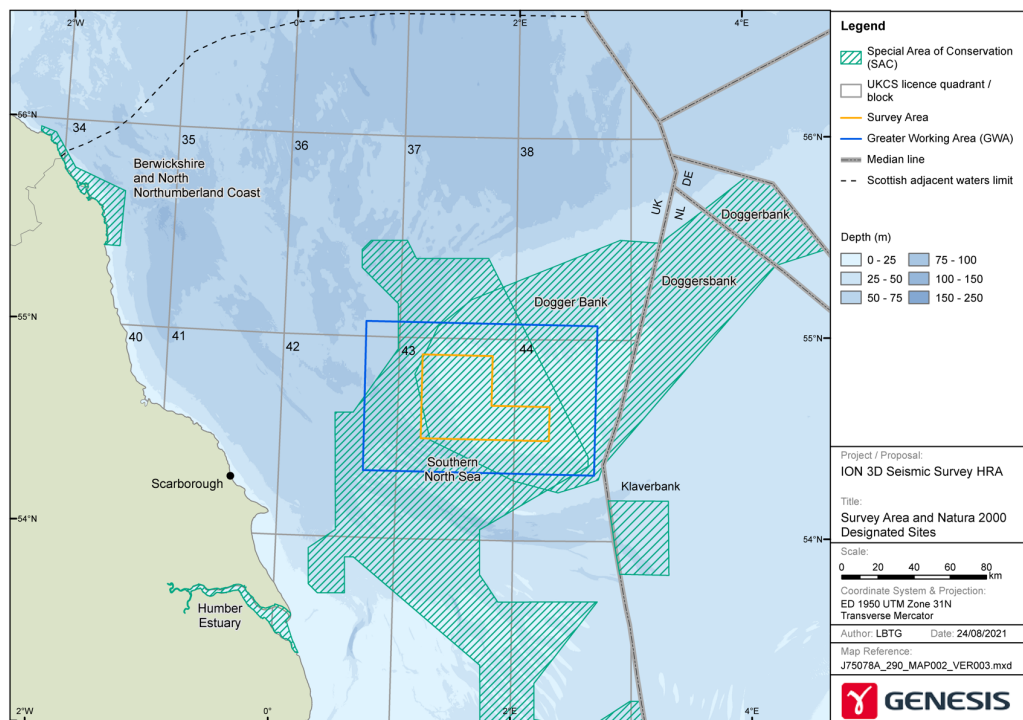 2°W
0°
2°E
4°E
56°N
56°N
34
35
36
37
38
Berwickshire
and North
Northumberland Coast
UK
DE
NL
Doggerbank
Doggersbank
Dogger Bank
55°N
55°N
40
41
42
43
44
Southern
North Sea
Scarborough
Klaverbank
54°N
54°N
Humber
Estuary
2°W
0°
2°E
4°E
Legend
Special Area of Conservation
(SAC)
UKCS licence quadrant /
block
Survey Area
Greater Working Area (GWA)
Median line
Scottish adjacent waters limit
Depth (m)
0 - 25
75 - 100
25 - 50
100 - 150
50 - 75
150 - 250
Project / Proposal:
ION 3D Seismic Survey HRA
Title:
Survey Area and Natura 2000
Designated Sites
Scale:
0 20 40 60 80
km
Coordinate System & Projection:
ED 1950 UTM Zone 31N
Transverse Mercator
Author: LBTG Date: 24/08/2021
Map Reference:
J75078A_290_MAP002_VER003.mxd
GENESIS